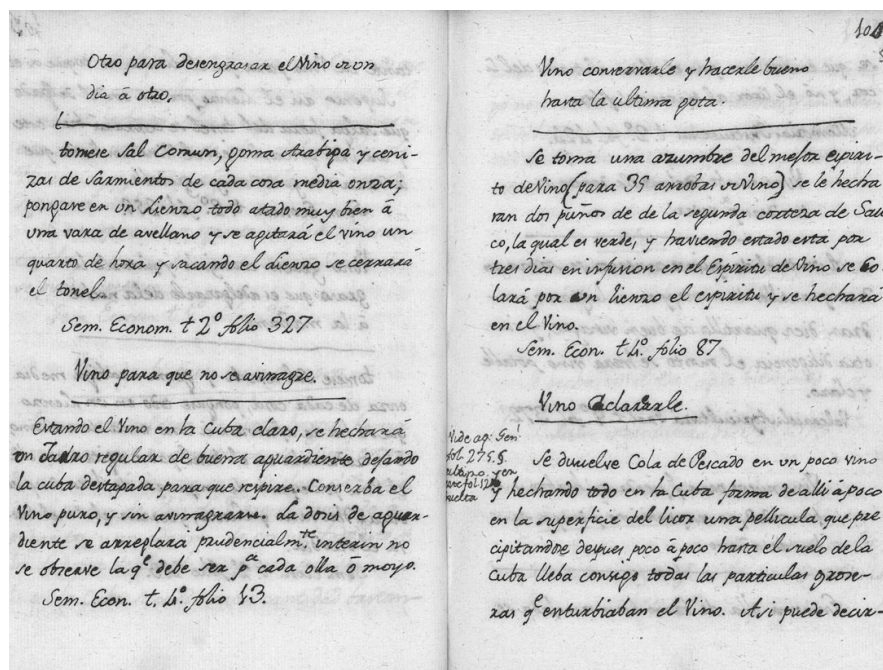 Otro para desengrasar el Vino de un
dia â otro,
tomese Sal Comun, goma Arabiga y ceni-
zas de Sarmientos de cada cosa media onza;
pongase en un Lienzo todo atado muy bien â
una vara de avellano y se agitará el vino un
quarto de hora y sacando el Lienzo se cerrará
el tonel.
Sem. Econom. t 2º folio 327
Vino para que no se avinagre.
Estando el Vino en la Cuba claro, se hechará
un regular de buena aguardiente dejando
la cuba destapada para que respire. Conserba el
Vino puro, y sin avinagrarse. La dosis de aguar-
diente se arreglará prudencialm.te interin no
se observe la q.e debe ser p.a cada olla ô moyo.
Sem. Econ. t. 4º folio 13.
Vino conservarle y hacerle bueno
hasta la ultima gota.
Se toma una azumbre del mejor espiri-
to de Vino (para 35 arrobas de Vino) se le hecha
ran dos puños de de la segunda corteza de Sau
co, la qual es verde, y haviendo estado esta por
tres dias en infusion en el Espiritu de Vino se co
lará por un lienzo el espiritu y se hechará
en el Vino.
Sem. Econ. t 4º folio 87
Vino aclararle.
Vide ag. Gen.l
fol. 275.
Se disuelve Cola de Pescado en un poco vino
y hechando todo en la Cuba forma de alli â poco
en la superficie del licor una pellicula que pre
cipitandose despues poco â poco hasta el suelo de la
Cuba lleba consigo todas las particulas grose-
ras q.e enturbiaban el Vino. Asi puede decir-